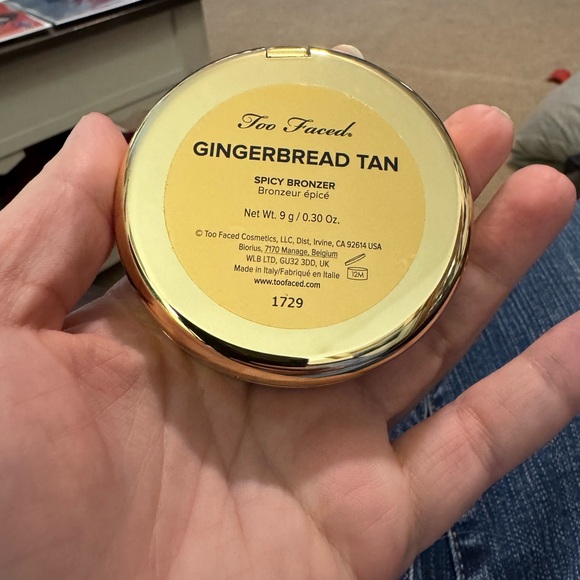 Too Faced®
GINGERBREAD TAN
SPICY BRONZER
Bronzeur épicé
Net Wt. 9 g / 0.30 Oz.
© Too Faced Cosmetics, LLC, Dist, Irvine, CA 92614 USA
Biorius, 7170 Manage, Belgium
WLB LTD, GU32 3DD, UK
Made in Italy/Fabriqué en Italie
12M
www.toofaced.com
1729